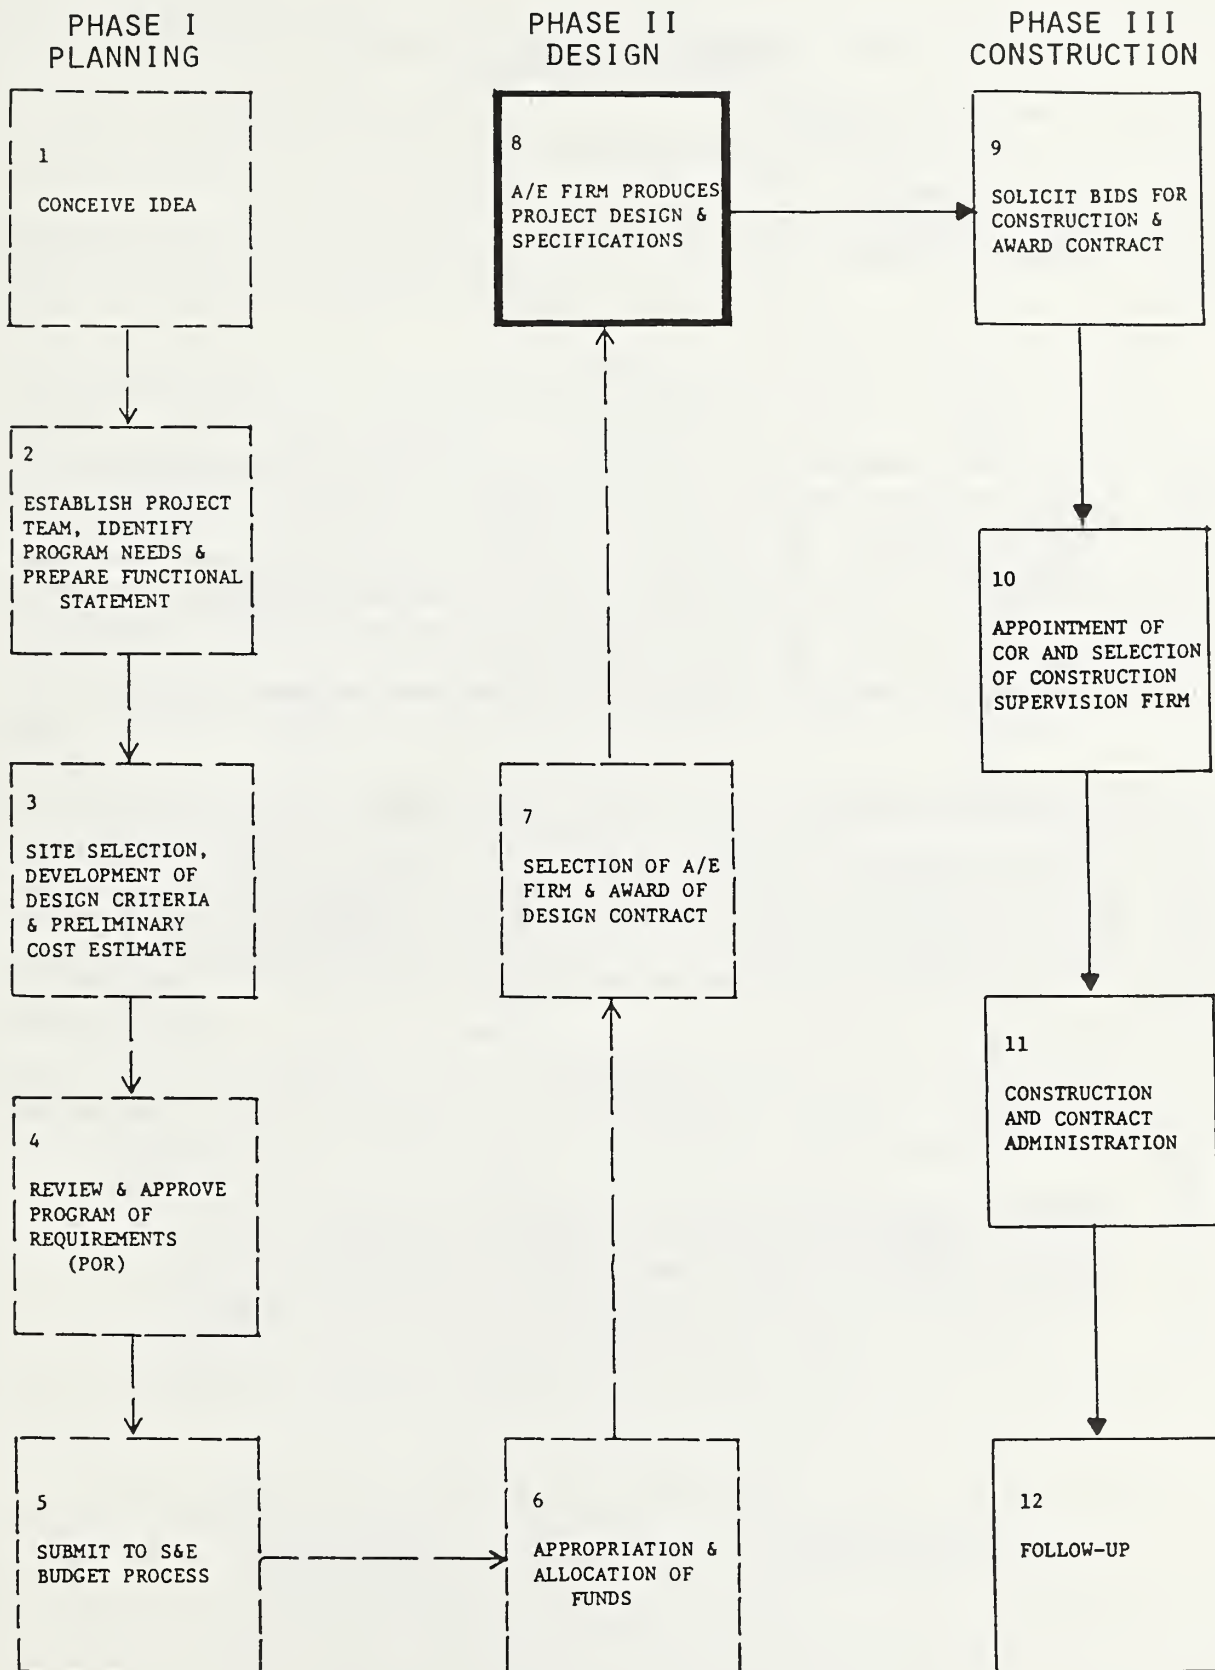 PHASE I
PLANNING
PHASE II
DESIGN
PHASE III
CONSTRUCTION
1
CONCEIVE IDEA
2
ESTABLISH PROJECT
TEAM, IDENTIFY
PROGRAM NEEDS &
PREPARE FUNCTIONAL
STATEMENT
3
SITE SELECTION,
DEVELOPMENT OF
DESIGN CRITERIA
& PRELIMINARY
COST ESTIMATE
4
REVIEW & APPROVE
PROGRAM OF
REQUIREMENTS
(POR)
5
SUBMIT TO S&E
BUDGET PROCESS
6
APPROPRIATION &
ALLOCATION OF
FUNDS
7
SELECTION OF A/E
FIRM & AWARD OF
DESIGN CONTRACT
8
A/E FIRM PRODUCES
PROJECT DESIGN &
SPECIFICATIONS
9
SOLICIT BIDS FOR
CONSTRUCTION &
AWARD CONTRACT
10
APPOINTMENT OF
COR AND SELECTION
OF CONSTRUCTION
SUPERVISION FIRM
11
CONSTRUCTION
AND CONTRACT
ADMINISTRATION
12
FOLLOW-UP